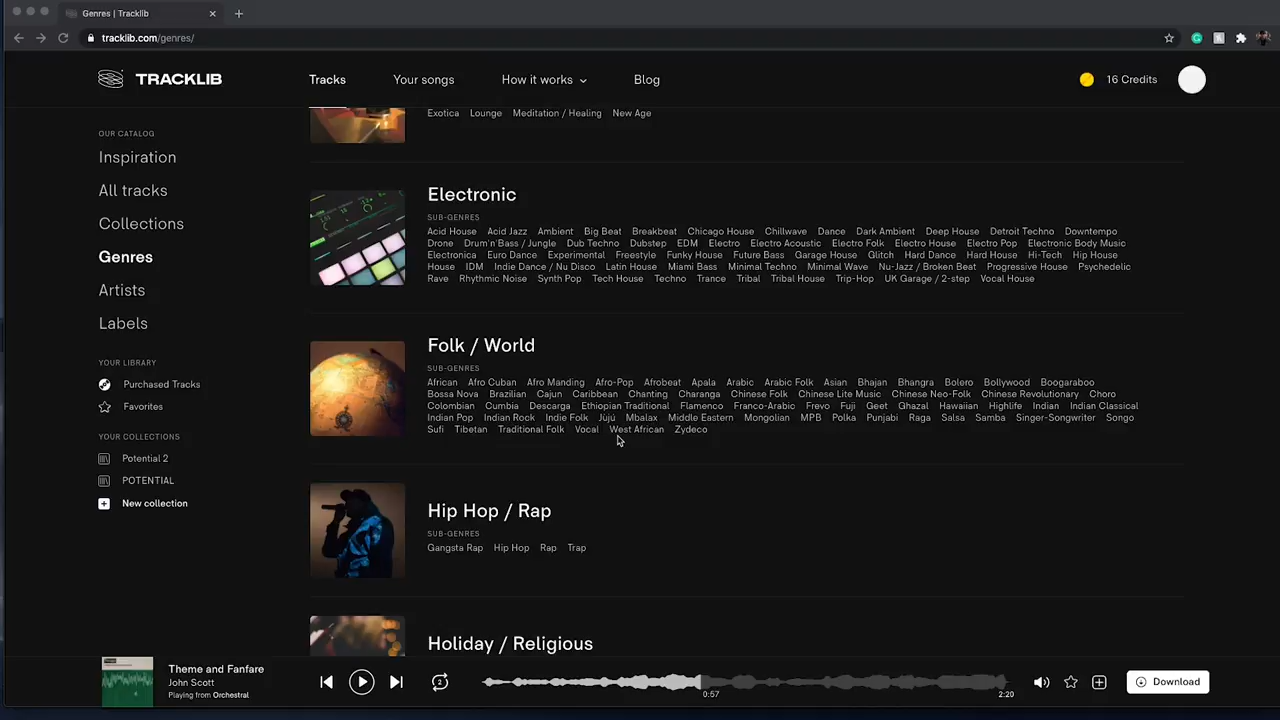 Genres | Tracklib
tracklib.com/genres/
TRACKLIB
Tracks
Your songs
How it works
Blog
16 Credits
OUR CATALOG
Inspiration
All tracks
Collections
Genres
Artists
Labels
YOUR LIBRARY
Purchased Tracks
Favorites
YOUR COLLECTIONS
Potential 2
POTENTIAL
New collection
Exotica Lounge Meditation / Healing New Age
Electronic
SUB-GENRES
Acid House Acid Jazz Ambient Big Beat Breakbeat Chicago House Chillwave Dance Dark Ambient Deep House Detroit Techno Downtempo
Drone Drum'n'Bass / Jungle Dub Techno Dubstep EDM Electro Electro Acoustic Electro Folk Electro House Electro Pop Electronic Body Music
Electronica Euro Dance Experimental Freestyle Funky House Future Bass Garage House Glitch Hard Dance Hard House Hi-Tech Hip House
House IDM Indie Dance / Nu Disco Latin House Miami Bass Minimal Techno Minimal Wave Nu-Jazz / Broken Beat Progressive House Psychedelic
Rave Rhythmic Noise Synth Pop Tech House Techno Trance Tribal Tribal House Trip-Hop UK Garage / 2-step Vocal House
Folk / World
SUB-GENRES
African Afro Cuban Afro Manding Afro-Pop Afrobeat Apala Arabic Arabic Folk Asian Bhajan Bhangra Bolero Bollywood Boogaraboo
Bossa Nova Brazilian Cajun Caribbean Chanting Charanga Chinese Folk Chinese Lite Music Chinese Neo-Folk Chinese Revolutionary Choro
Colombian Cumbia Descarga Ethiopian Traditional Flamenco Franco-Arabic Frevo Fuji Geet Ghazal Hawaiian Highlife Indian Indian Classical
Indian Pop Indian Rock Indie Folk Jùjú Mbalax Middle Eastern Mongolian MPB Polka Punjabi Raga Salsa Samba Singer-Songwriter Songo
Sufi Tibetan Traditional Folk Vocal West African Zydeco
Hip Hop / Rap
SUB-GENRES
Gangsta Rap Hip Hop Rap Trap
Holiday / Religious
Theme and Fanfare
John Scott
Playing from Orchestral
2
0:57
2:20
Download